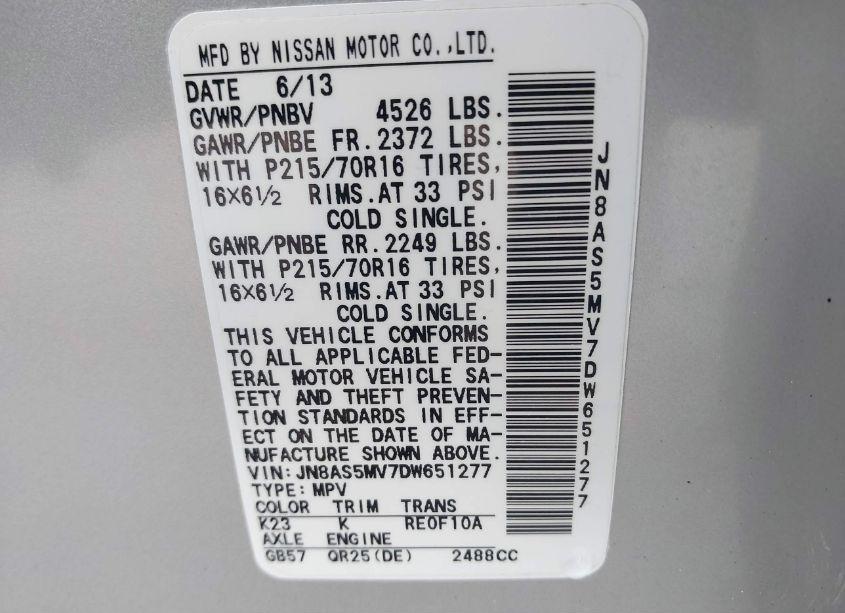 MFD BY NISSAN MOTOR CO.,LTD.
DATE 6/13
GVWR/PNBV 4526 LBS.
GAWR/PNBE FR.2372 LBS.
WITH P215/70R16 TIRES,
16X6½ RIMS.AT 33 PSI
COLD SINGLE.
GAWR/PNBE RR.2249 LBS.
WITH P215/70R16 TIRES,
16X6½ RIMS.AT 33 PSI
COLD SINGLE.
THIS VEHICLE CONFORMS
TO ALL APPLICABLE FED-
ERAL MOTOR VEHICLE SA-
FETY AND THEFT PREVEN-
TION STANDARDS IN EFF-
ECT ON THE DATE OF MA-
NUFACTURE SHOWN ABOVE.
VIN:JN8AS5MV7DW651277
TYPE:MPV
COLOR TRIM TRANS
K23 K RE0F10A
AXLE ENGINE
GB57 QR25(DE) 2488CC
JN8AS5MV7DW651277